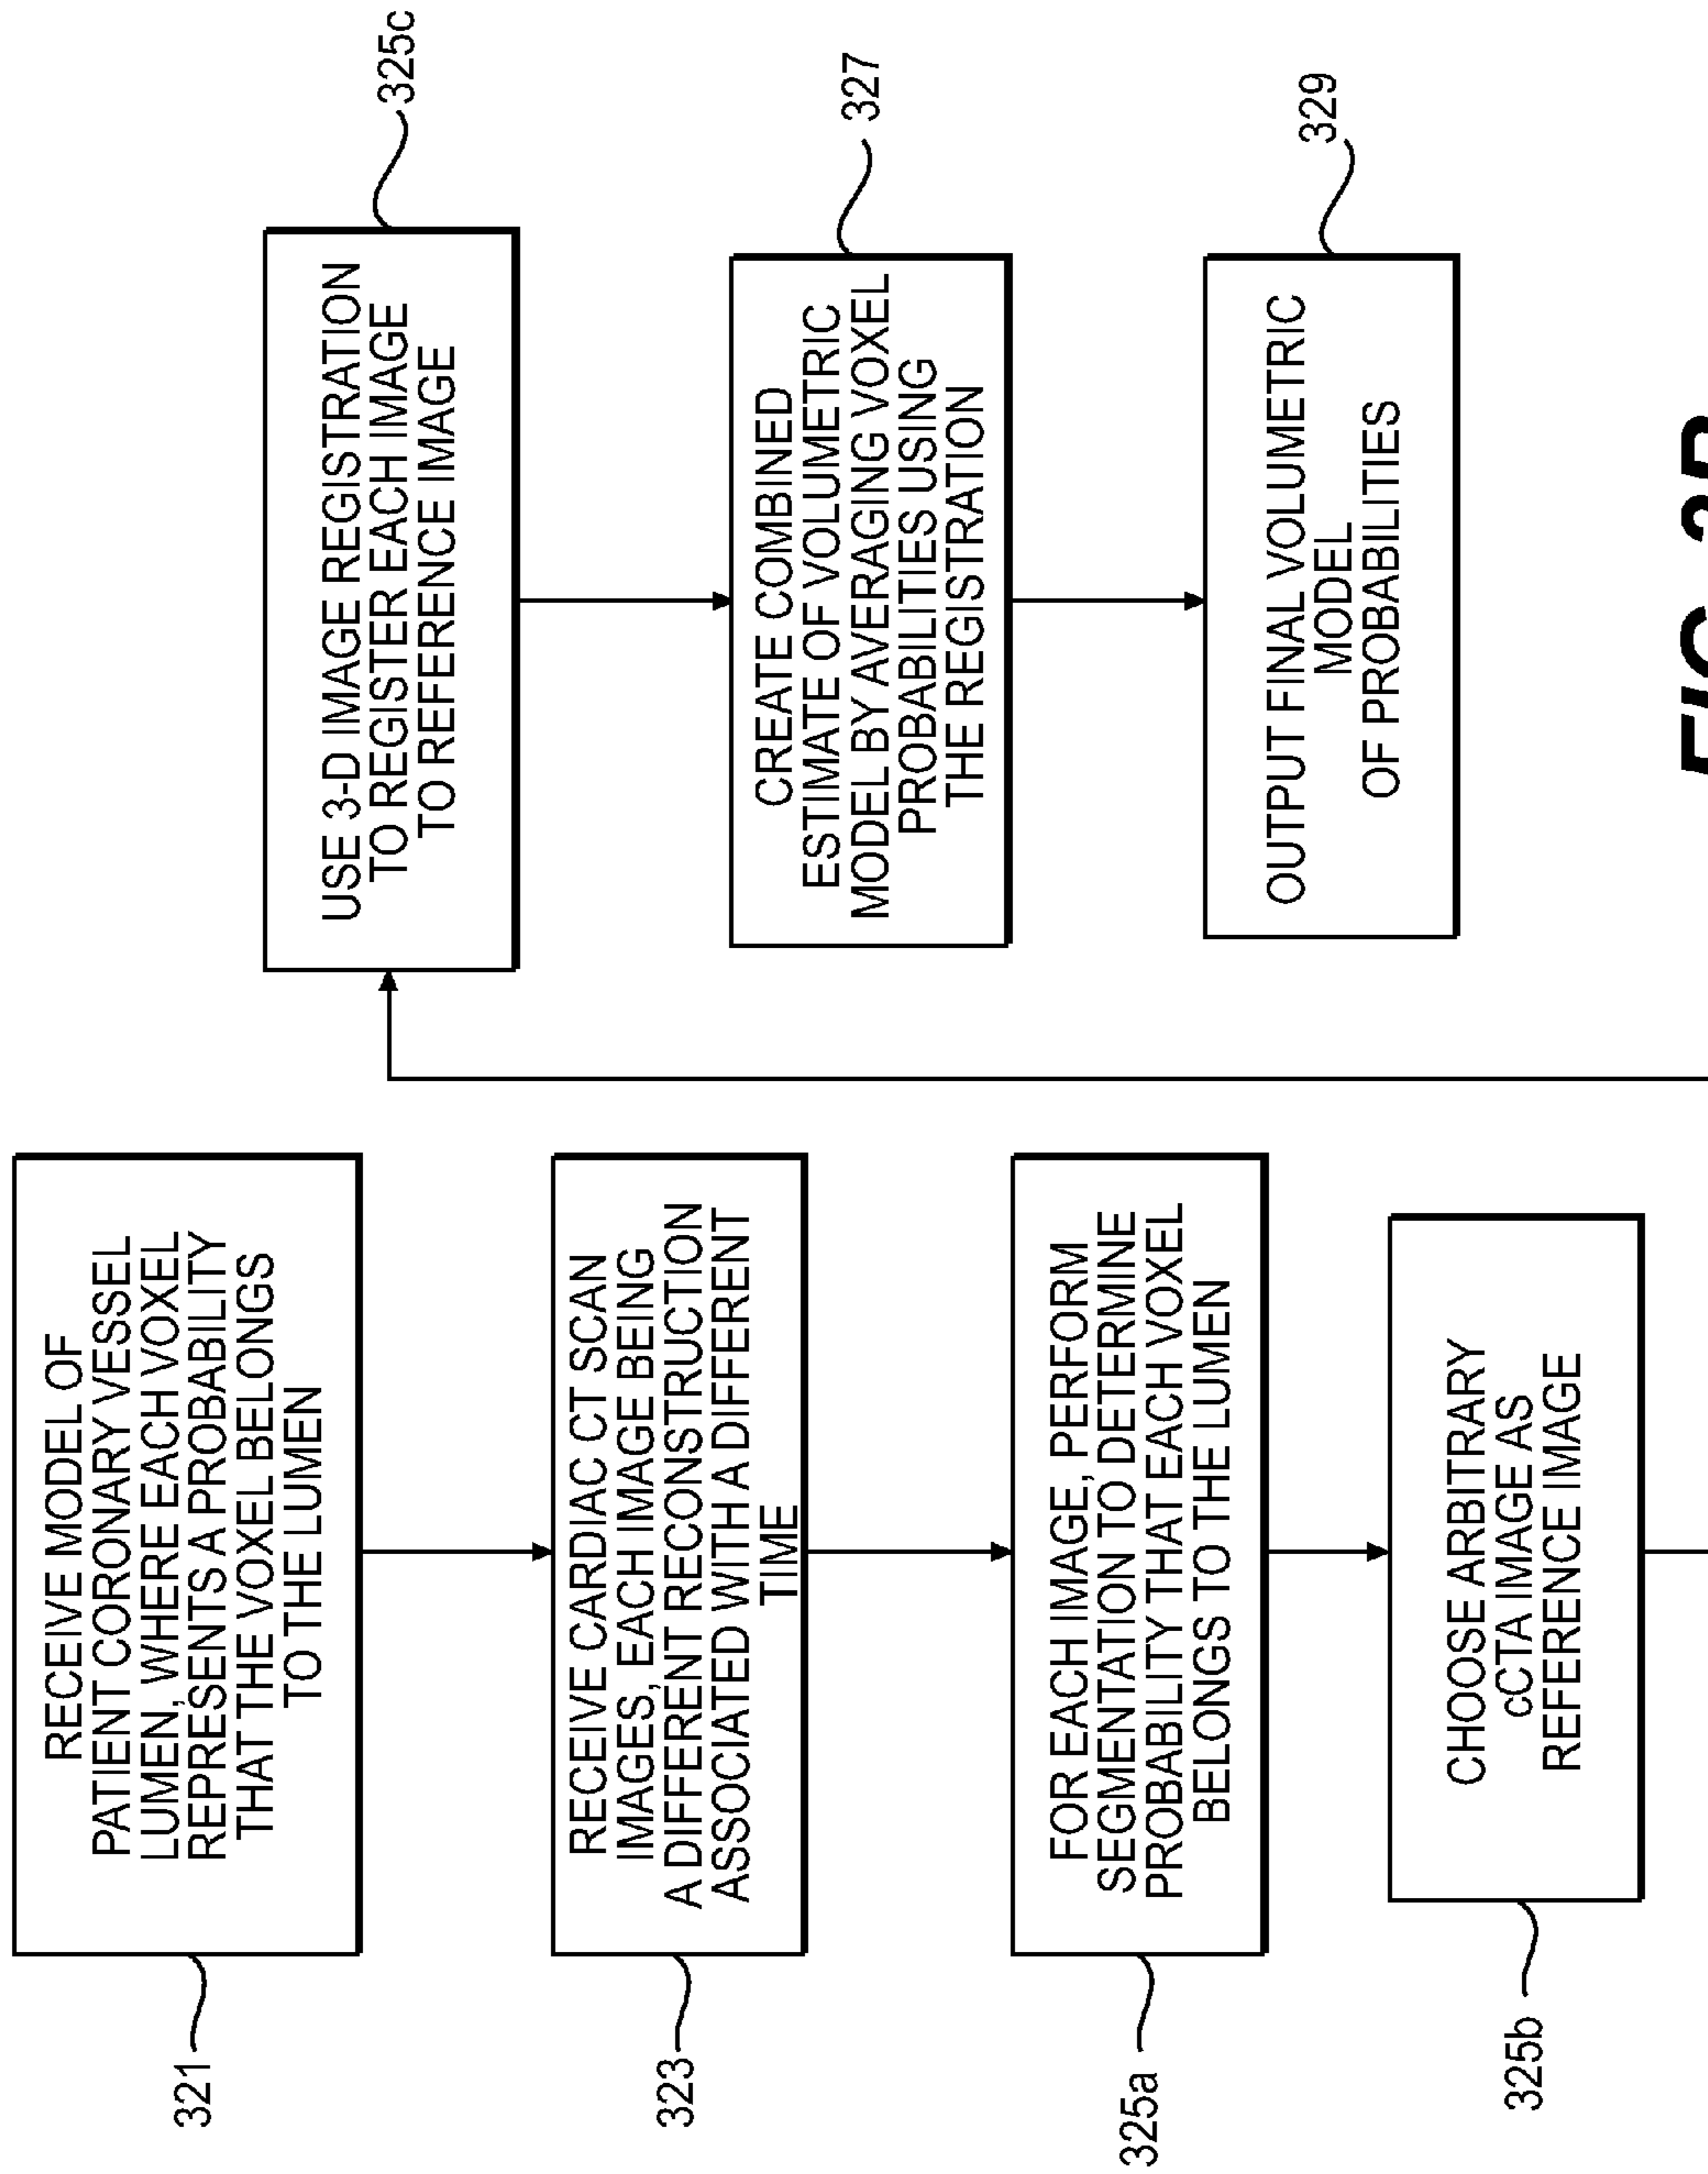 321
RECEIVE MODEL OF
PATIENT CORONARY VESSEL
LUMEN, WHERE EACH VOXEL
REPRESENTS A PROBABILITY
THAT THE VOXEL BELONGS
TO THE LUMEN
323
RECEIVE CARDIAC CT SCAN
IMAGES, EACH IMAGE BEING
A DIFFERENT RECONSTRUCTION
ASSOCIATED WITH A DIFFERENT
TIME
325a
FOR EACH IMAGE, PERFORM
SEGMENTATION TO DETERMINE
PROBABILITY THAT EACH VOXEL
BELONGS TO THE LUMEN
325b
CHOOSE ARBITRARY
cCTA IMAGE AS
REFERENCE IMAGE
325c
USE 3-D IMAGE REGISTRATION
TO REGISTER EACH IMAGE
TO REFERENCE IMAGE
327
CREATE COMBINED
ESTIMATE OF VOLUMETRIC
MODEL BY AVERAGING VOXEL
PROBABILITIES USING
THE REGISTRATION
329
OUTPUT FINAL VOLUMETRIC
MODEL
OF PROBABILITIES
FIG.